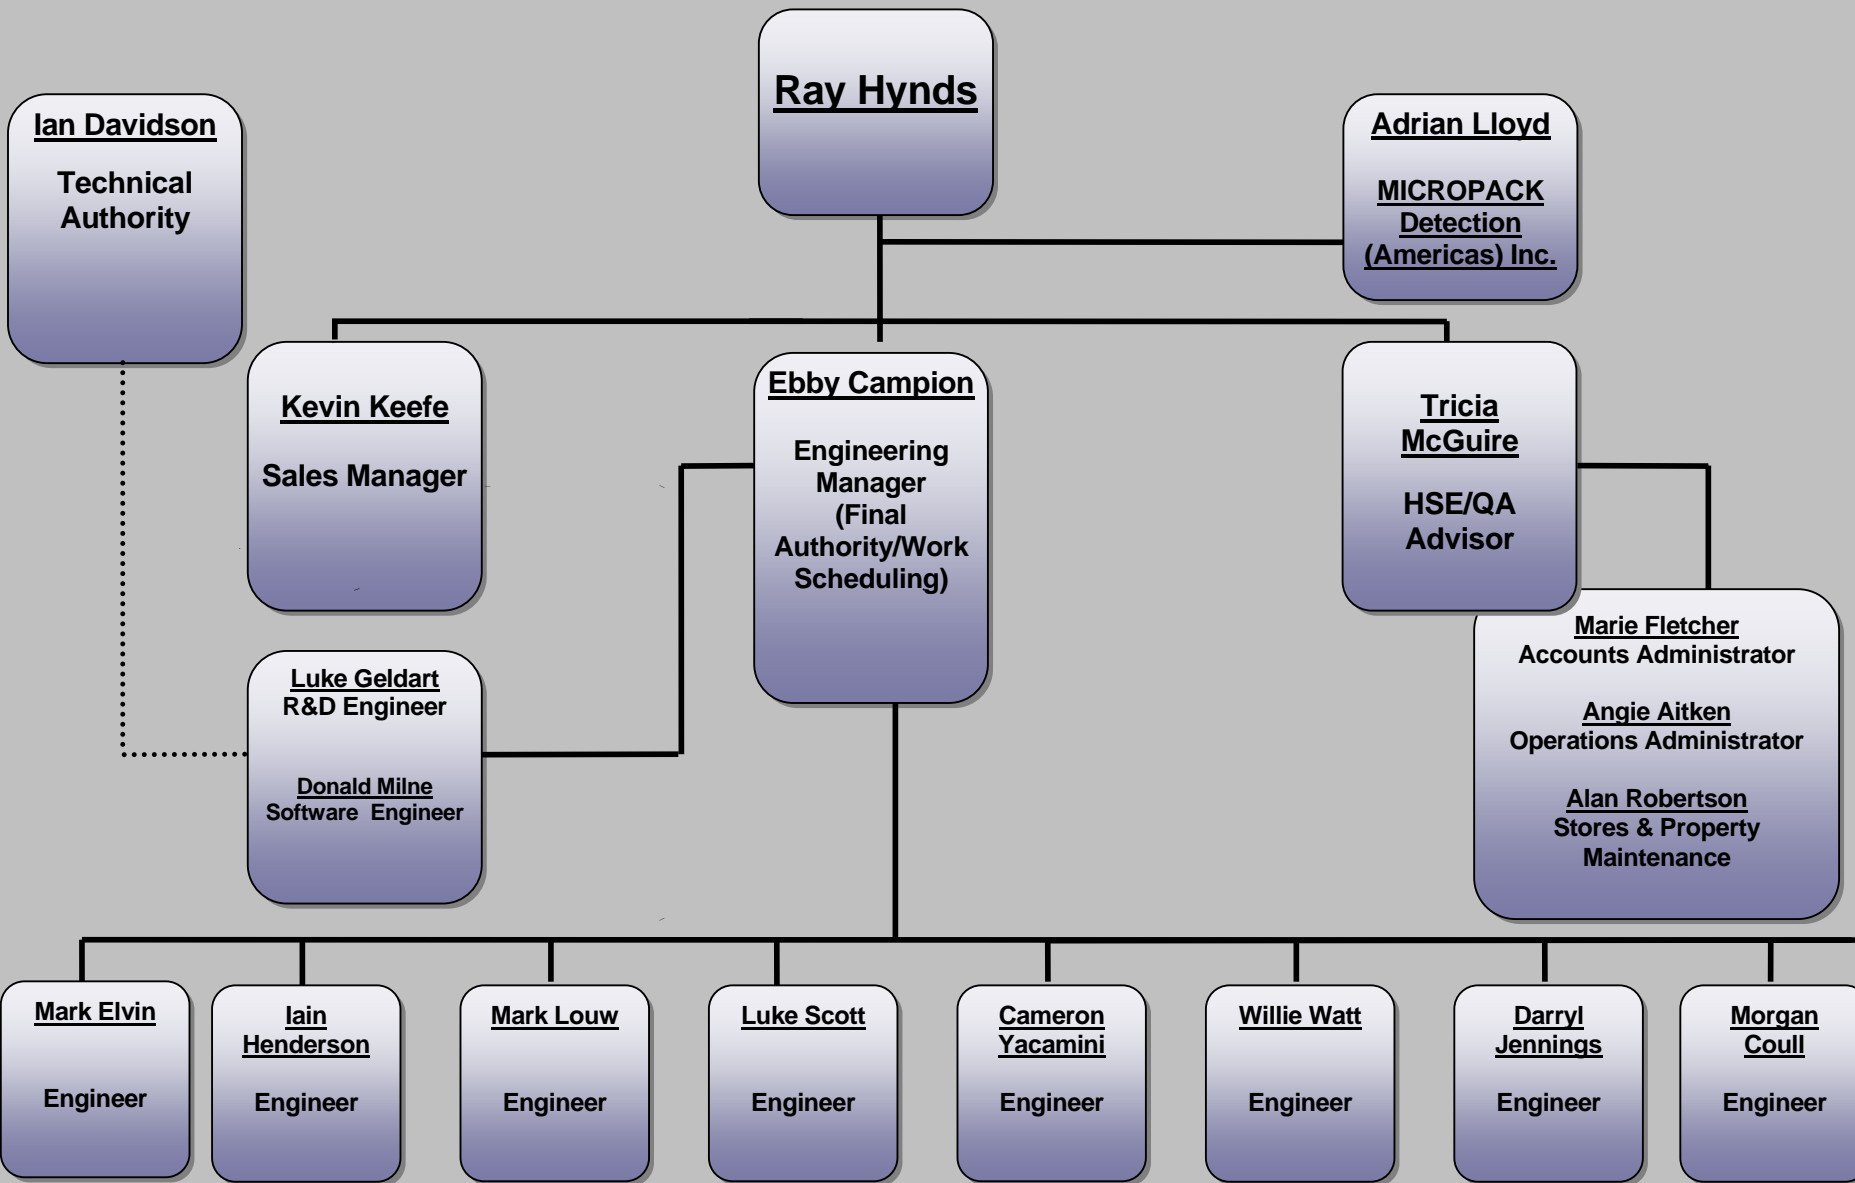 Ray Hynds
Ian Davidson
Technical
Authority
Adrian Lloyd
MICROPACK
Detection
(Americas) Inc.
Kevin Keefe
Sales Manager
Ebby Campion
Engineering
Manager
(Final
Authority/Work
Scheduling)
Tricia
McGuire
HSE/QA
Advisor
Luke Geldart
R&D Engineer
Donald Milne
Software  Engineer
Marie Fletcher
Accounts Administrator
Angie Aitken
Operations Administrator
Alan Robertson
Stores & Property
Maintenance
Mark Elvin
Engineer
Iain
Henderson
Engineer
Mark Louw
Engineer
Luke Scott
Engineer
Cameron
Yacamini
Engineer
Willie Watt
Engineer
Darryl
Jennings
Engineer
Morgan
Coull
Engineer